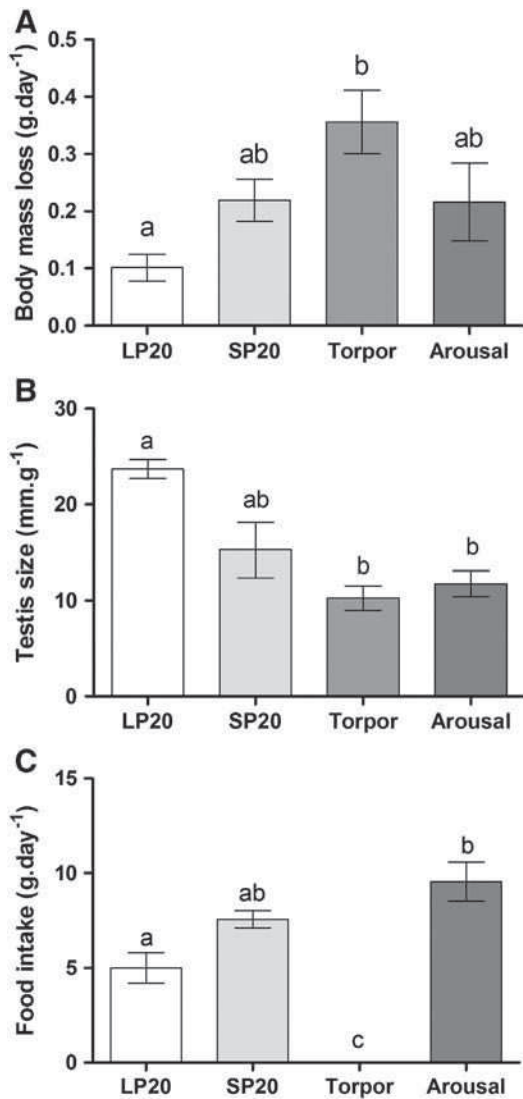 A
Body mass loss (g.day-1)
0.5
0.4
0.3
0.2
0.1
0.0
a
ab
b
ab
LP20 SP20 Torpor Arousal
B
Testis size (mm.g-1)
30
20
10
0
a
ab
b
b
LP20 SP20 Torpor Arousal
C
Food intake (g.day-1)
15
10
5
0
a
ab
c
b
LP20 SP20 Torpor Arousal